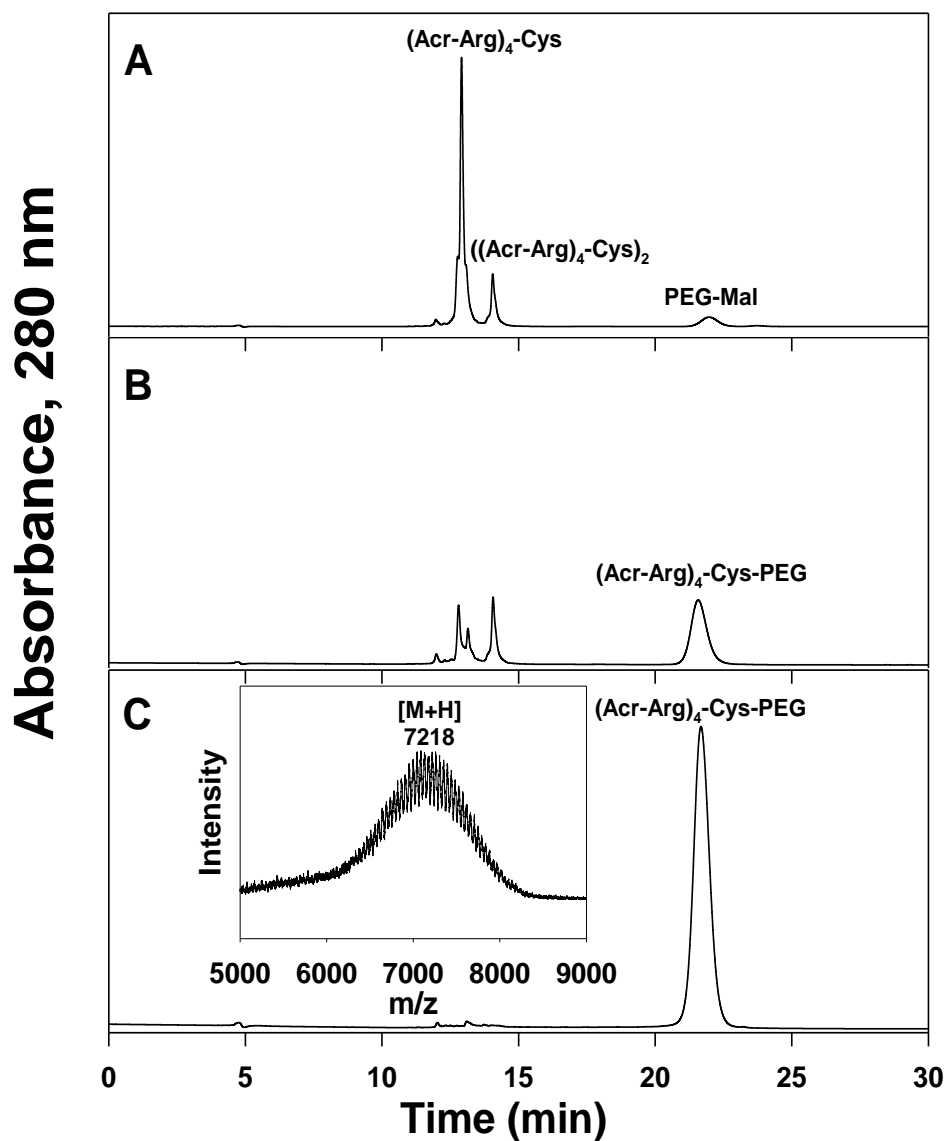 Absorbance, 280 nm
A
(Acr-Arg)4-Cys
((Acr-Arg)4-Cys)2
PEG-Mal
B
(Acr-Arg)4-Cys-PEG
C
(Acr-Arg)4-Cys-PEG
[M+H]
7218
Intensity
5000 6000 7000 8000 9000
m/z
0 5 10 15 20 25 30
Time (min)